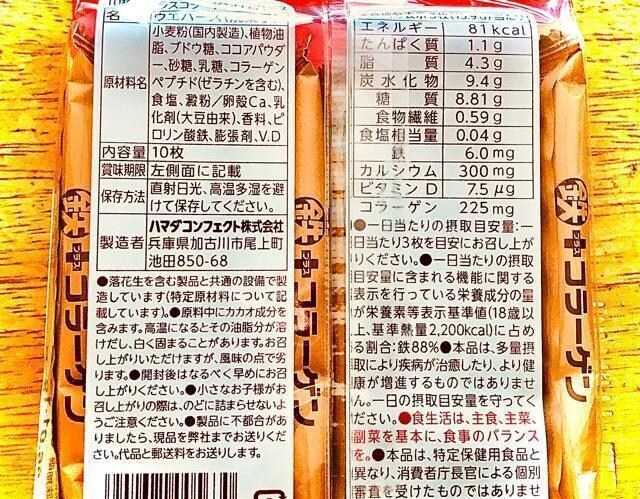 名
ウエハース
小麦粉(国内製造)、植物油
脂、ブドウ糖、ココアパウダ
ー、砂糖、乳糖、コラーゲン
原材料名
ペプチド(ゼラチンを含む)、
食塩、澱粉／卵殻Ca、乳
化剤(大豆由来)、香料、ピ
ロリン酸鉄、膨張剤、V.D
内容量 10枚
賞味期限 左側面に記載
保存方法
直射日光、高温多湿を避
けて保存してください。
製造者
ハマダコンフェクト株式会社
兵庫県加古川市尾上町
池田850-68
●落花生を含む製品と共通の設備で製
造しています(特定原材料について記
載しています)。●原料中にカカオ成分を
含みます。高温になるとその油脂分が溶
けだし、白く固まることがあります。お召
し上がりいただけますが、風味の点で劣
ります。●開封後はなるべく早めにお召
し上がりください。●小さなお子様がお
召し上がりの際は、のどに詰まらせないよ
うご注意ください。●製品に不都合があ
りましたら、現品を弊社までお送りくださ
い。代品と郵送料をお送りします。
エネルギー 81kcal
たんぱく質 1.1g
脂質 4.3g
炭水化物 9.4g
糖質 8.81g
食物繊維 0.59g
食塩相当量 0.04g
鉄 6.0mg
カルシウム 300mg
ビタミンD 7.5μg
コラーゲン 225mg
●一日当たりの摂取目安量:一
日当たり3枚を目安にお召し上が
りください。●一日当たりの摂取
目安量に含まれる機能に関する
表示を行っている栄養成分の量
が栄養素等表示基準値(18歳以
上、基準熱量2,200kcal)に占め
る割合:鉄88%●本品は、多量摂
取により疾病が治癒したり、より健
康が増進するものではありませ
ん。一日の摂取目安量を守ってく
ださい。●食生活は、主食、主菜、
副菜を基本に、食事のバランス
を。●本品は、特定保健用食品と
異なり、消費者庁長官による個別
審査を受けたものではありませ
鉄プラスコラーゲン
鉄プラスコラーゲン